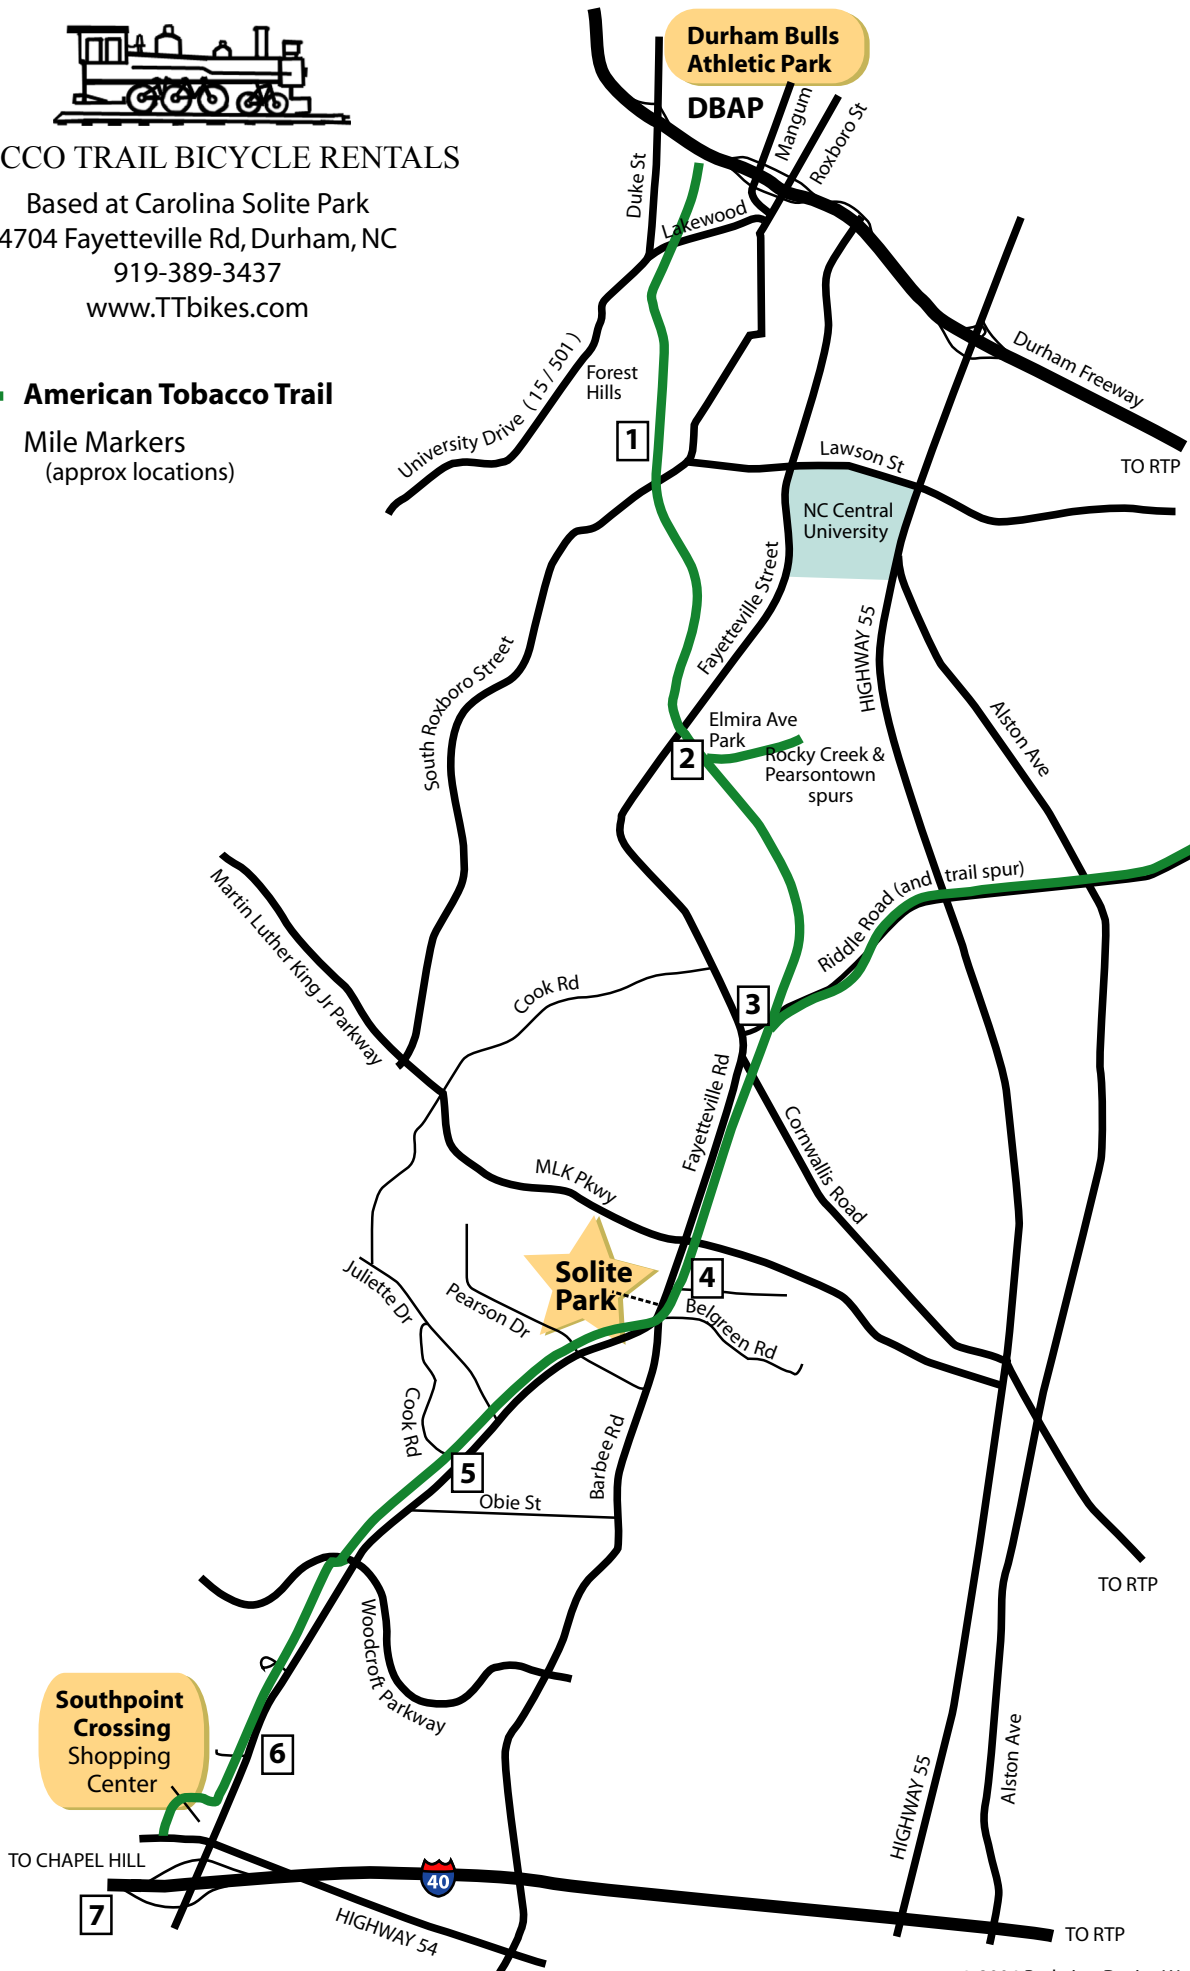 Durham Bulls
Athletic Park
DBAP
CCO TRAIL BICYCLE RENTALS
Based at Carolina Solite Park
4704 Fayetteville Rd, Durham, NC
919-389-3437
www.TTbikes.com
American Tobacco Trail
Mile Markers
(approx locations)
Mangum
Roxboro St
Duke St
Lakewood
Durham Freeway
TO RTP
University Drive ( 15 / 501 )
Forest
Hills
1
Lawson St
NC Central
University
Fayetteville Street
HIGHWAY 55
South Roxboro Street
Elmira Ave
Park
2
Rocky Creek &
Pearsontown
spurs
Alston Ave
Martin Luther King Jr Parkway
Riddle Road (and trail spur)
Cook Rd
3
Fayetteville Rd
Cornwallis Road
MLK Pkwy
Solite
Park
4
Juliette Dr
Pearson Dr
Belgreen Rd
Cook Rd
Barbee Rd
5
Obie St
TO RTP
Woodcroft Parkway
Southpoint
Crossing
Shopping
Center
6
HIGHWAY 55
Alston Ave
TO CHAPEL HILL
40
7
HIGHWAY 54
TO RTP